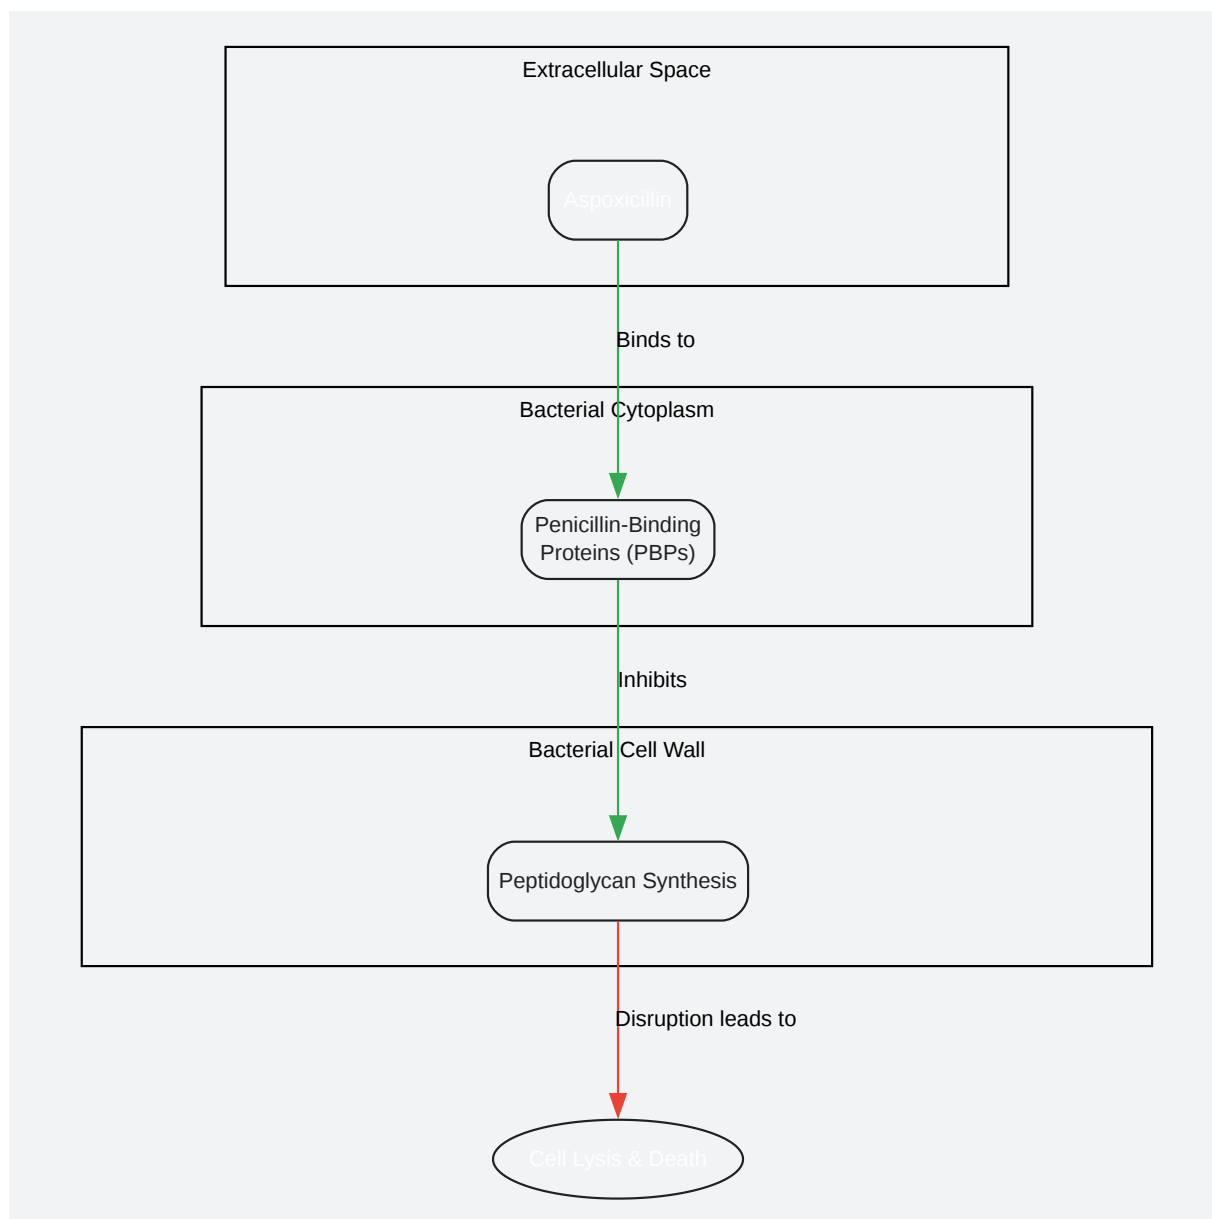 Extracellular Space
Aspoxicillin
Binds to
Bacterial Cytoplasm
Penicillin-Binding
Proteins (PBPs)
Inhibits
Bacterial Cell Wall
Peptidoglycan Synthesis
Disruption leads to
Cell Lysis & Death